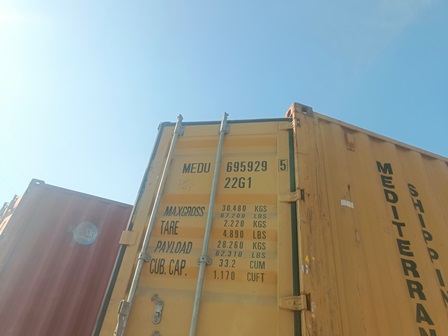 MEDU 695929 5
22G1
MAXGROSS 30.480 KGS
67.200 LBS
TARE 2.220 KGS
4.890 LBS
PAYLOAD 28.260 KGS
62.310 LBS
CUB. CAP. 33.2 CUM
1.170 CUFT
MEDITERRAN
SHIPPI